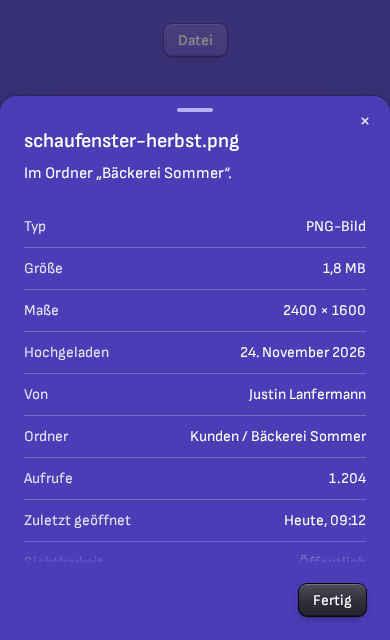 Datei
×
schaufenster-herbst.png
Im Ordner „Bäckerei Sommer“.
Typ PNG-Bild
Größe 1,8 MB
Maße 2400 × 1600
Hochgeladen 24. November 2026
Von Justin Lanfermann
Ordner Kunden / Bäckerei Sommer
Aufrufe 1.204
Zuletzt geöffnet Heute, 09:12
Sichtbarkeit Öffentlich
Fertig